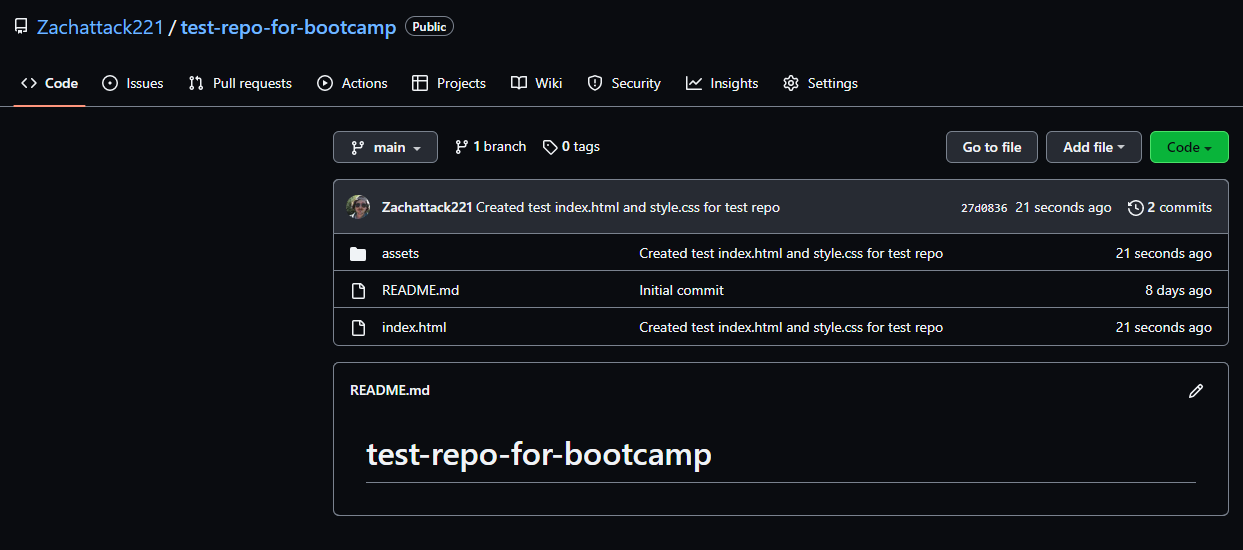 Zachattack221 / test-repo-for-bootcamp Public
Code Issues Pull requests Actions Projects Wiki Security Insights Settings
main 1 branch 0 tags Go to file Add file Code
Zachattack221 Created test index.html and style.css for test repo 27d0836 21 seconds ago 2 commits
assets Created test index.html and style.css for test repo 21 seconds ago
README.md Initial commit 8 days ago
index.html Created test index.html and style.css for test repo 21 seconds ago
README.md
test-repo-for-bootcamp